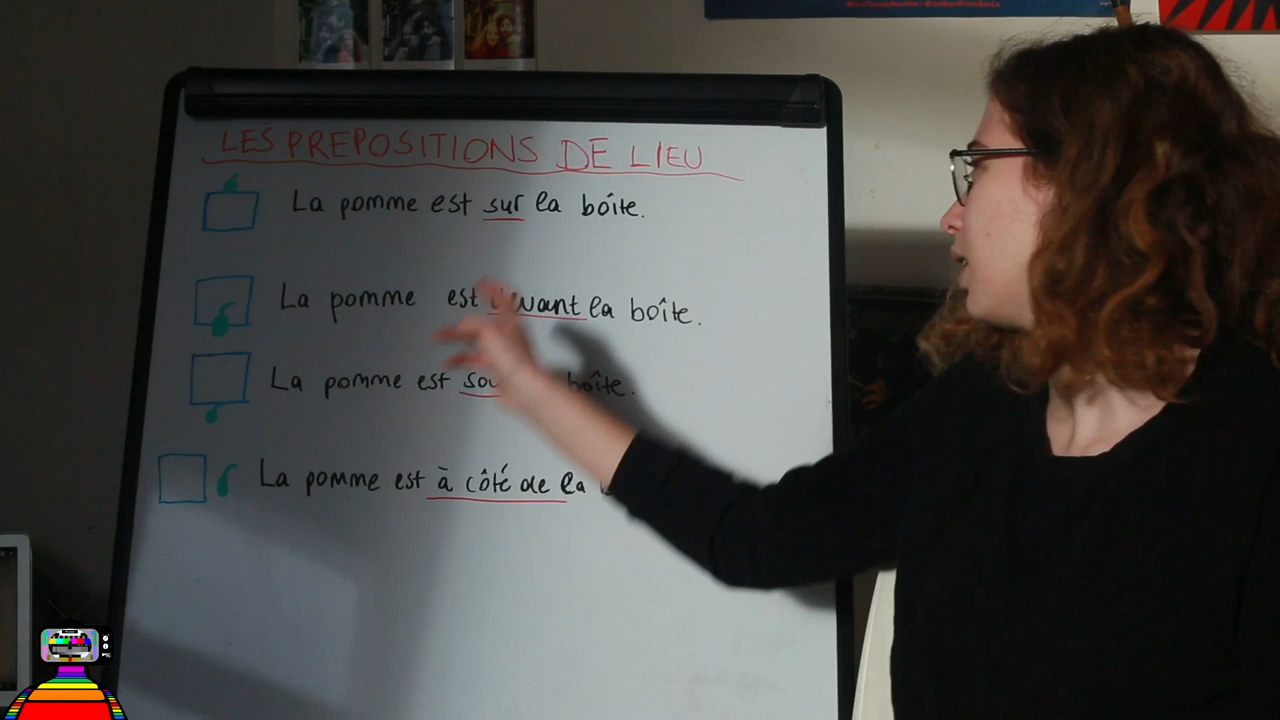 LES PREPOSITIONS DE LIEU
La pomme est sur la boîte.
La pomme est devant la boîte.
La pomme est boîte.
La pomme est à côté de la